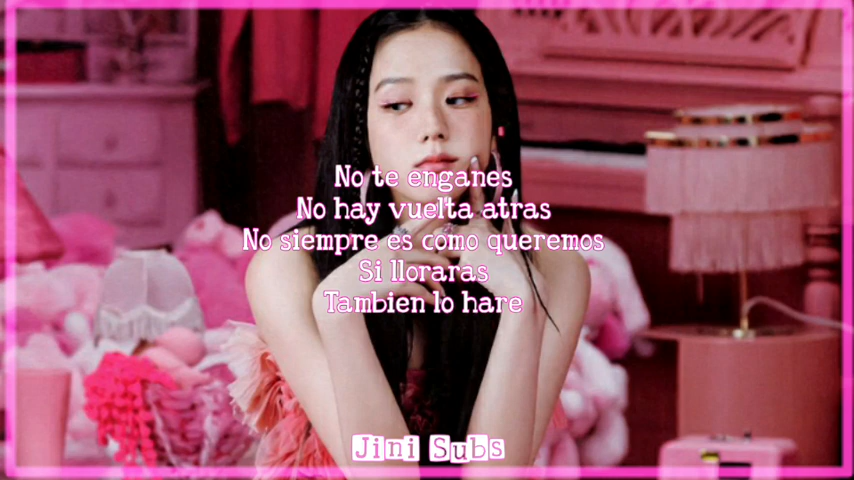 No te enganes
No hay vuelta atras
No siempre es como queremos
Si lloraras
Tambien lo hare
Jini Subs